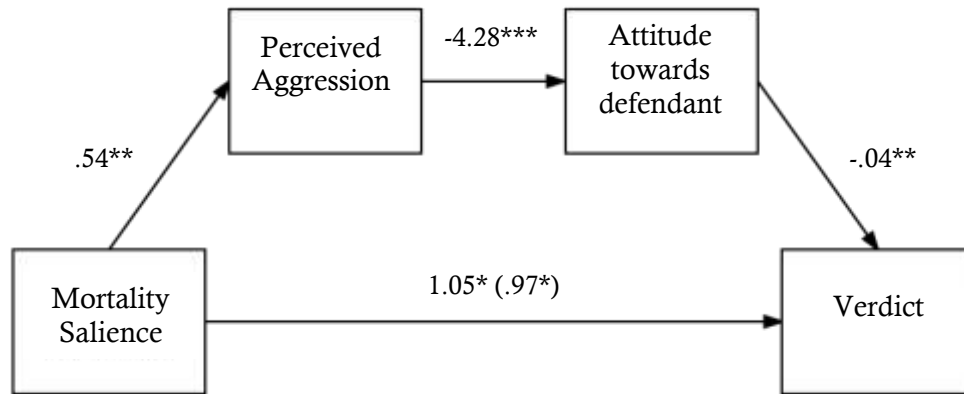 Perceived
Aggression
-4.28***
Attitude
towards
defendant
.54**
-.04**
Mortality
Salience
1.05* (.97*)
Verdict